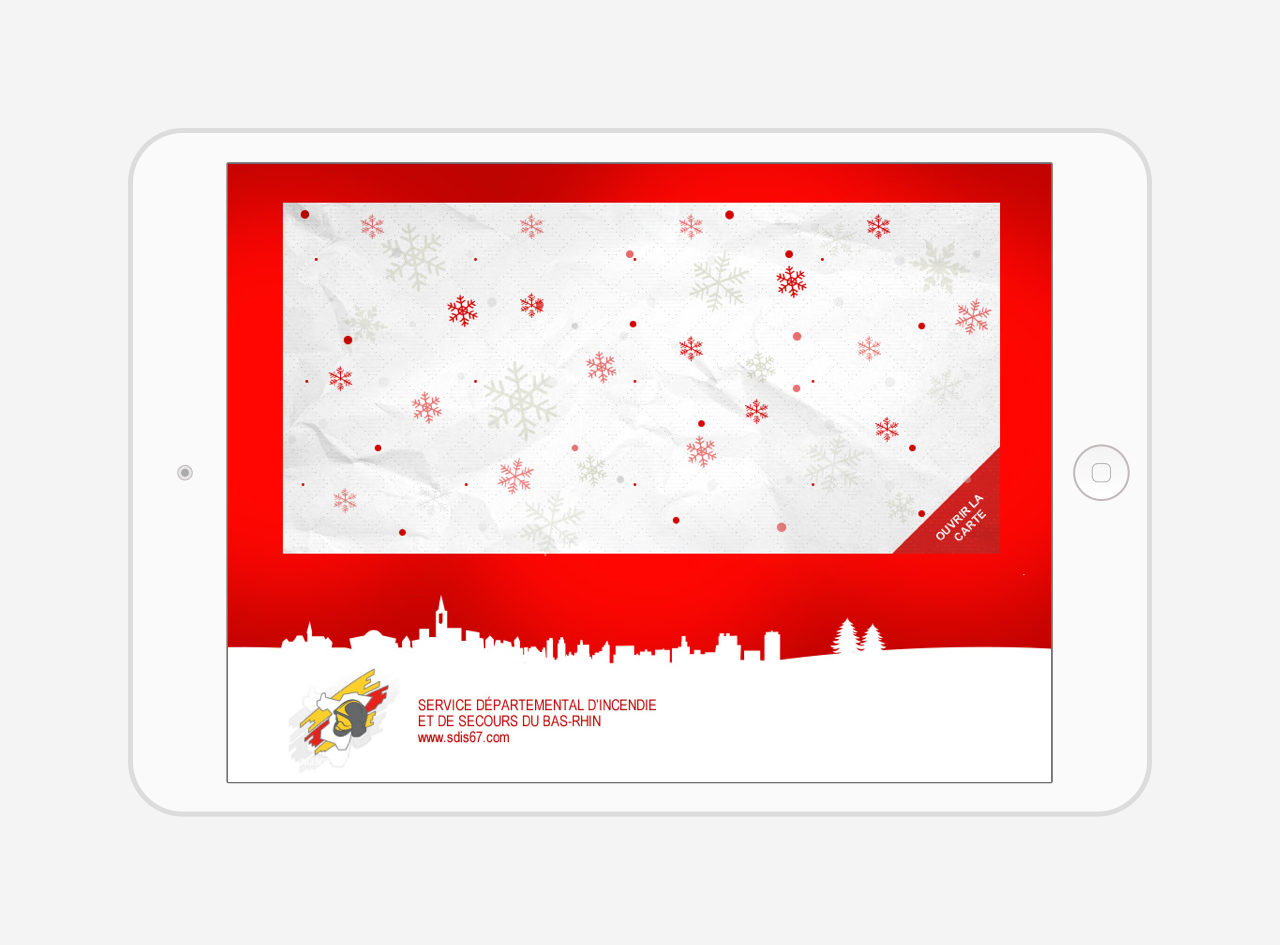 OUVRIR LA
CARTE
SERVICE DÉPARTEMENTAL D'INCENDIE
ET DE SECOURS DU BAS-RHIN
www.sdis67.com